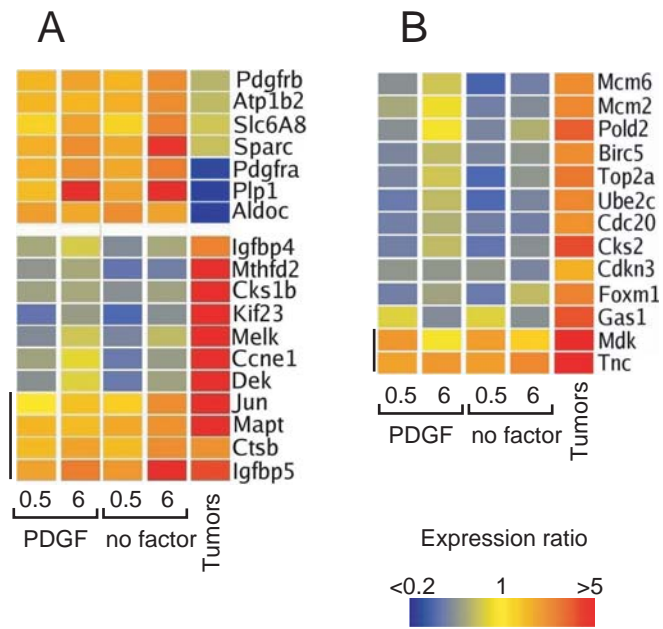 A
Pdgfrb
Atp1b2
Slc6A8
Sparc
Pdgfra
Plp1
Aldoc
Igfbp4
Mthfd2
Cks1b
Kif23
Melk
Ccne1
Dek
Jun
Mapt
Ctsb
Igfbp5
0.5 6 0.5 6
PDGF no factor
Tumors
B
Mcm6
Mcm2
Pold2
Birc5
Top2a
Ube2c
Cdc20
Cks2
Cdkn3
Foxm1
Gas1
Mdk
Tnc
0.5 6 0.5 6
PDGF no factor
Tumors
Expression ratio
<0.2 1 >5